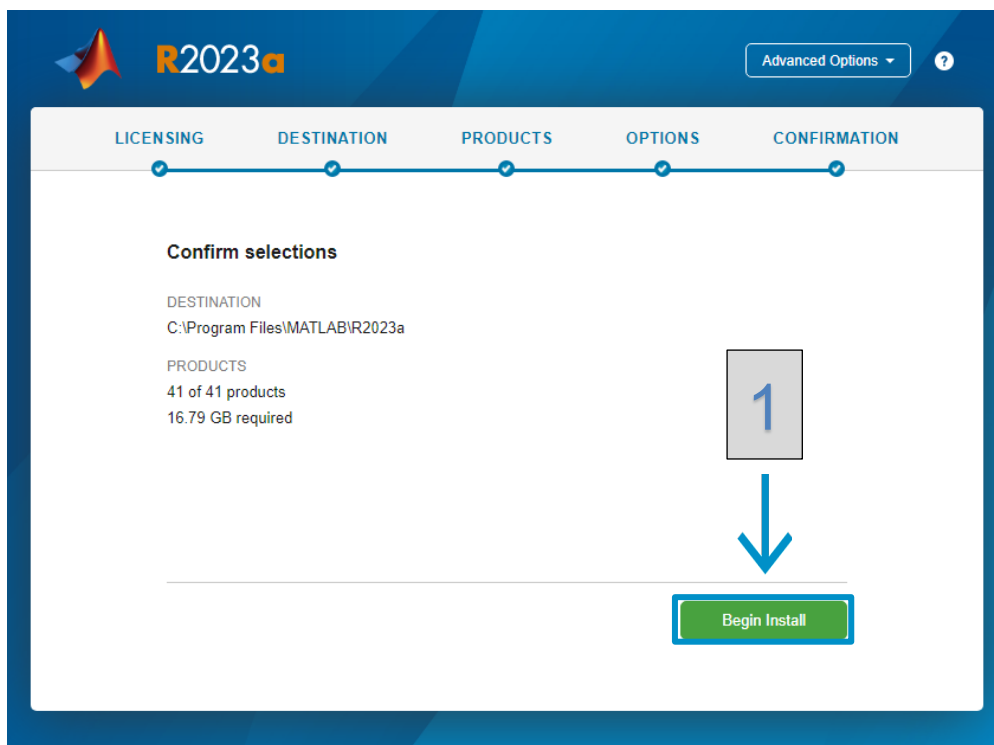 R2023a
Advanced Options
?
LICENSING DESTINATION PRODUCTS OPTIONS CONFIRMATION
Confirm selections
DESTINATION
C:\Program Files\MATLAB\R2023a
PRODUCTS
41 of 41 products
16.79 GB required
1
Begin Install